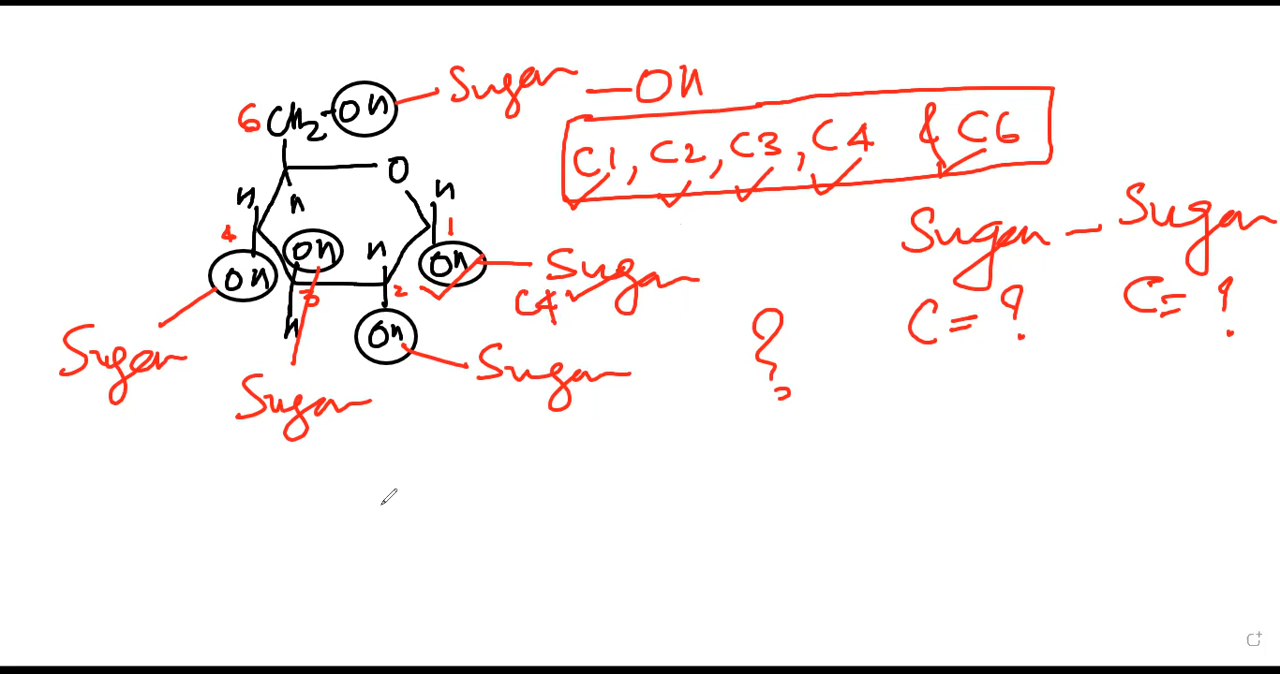 6 CH2-OH Sugar -OH
C1, C2, C3, C4 & C6
O
H H
H
4 OH OH H OH 1
3 2
H OH
Sugar
C4
Sugar
Sugar
Sugar
?
Sugar - Sugar
C = ? C = ?